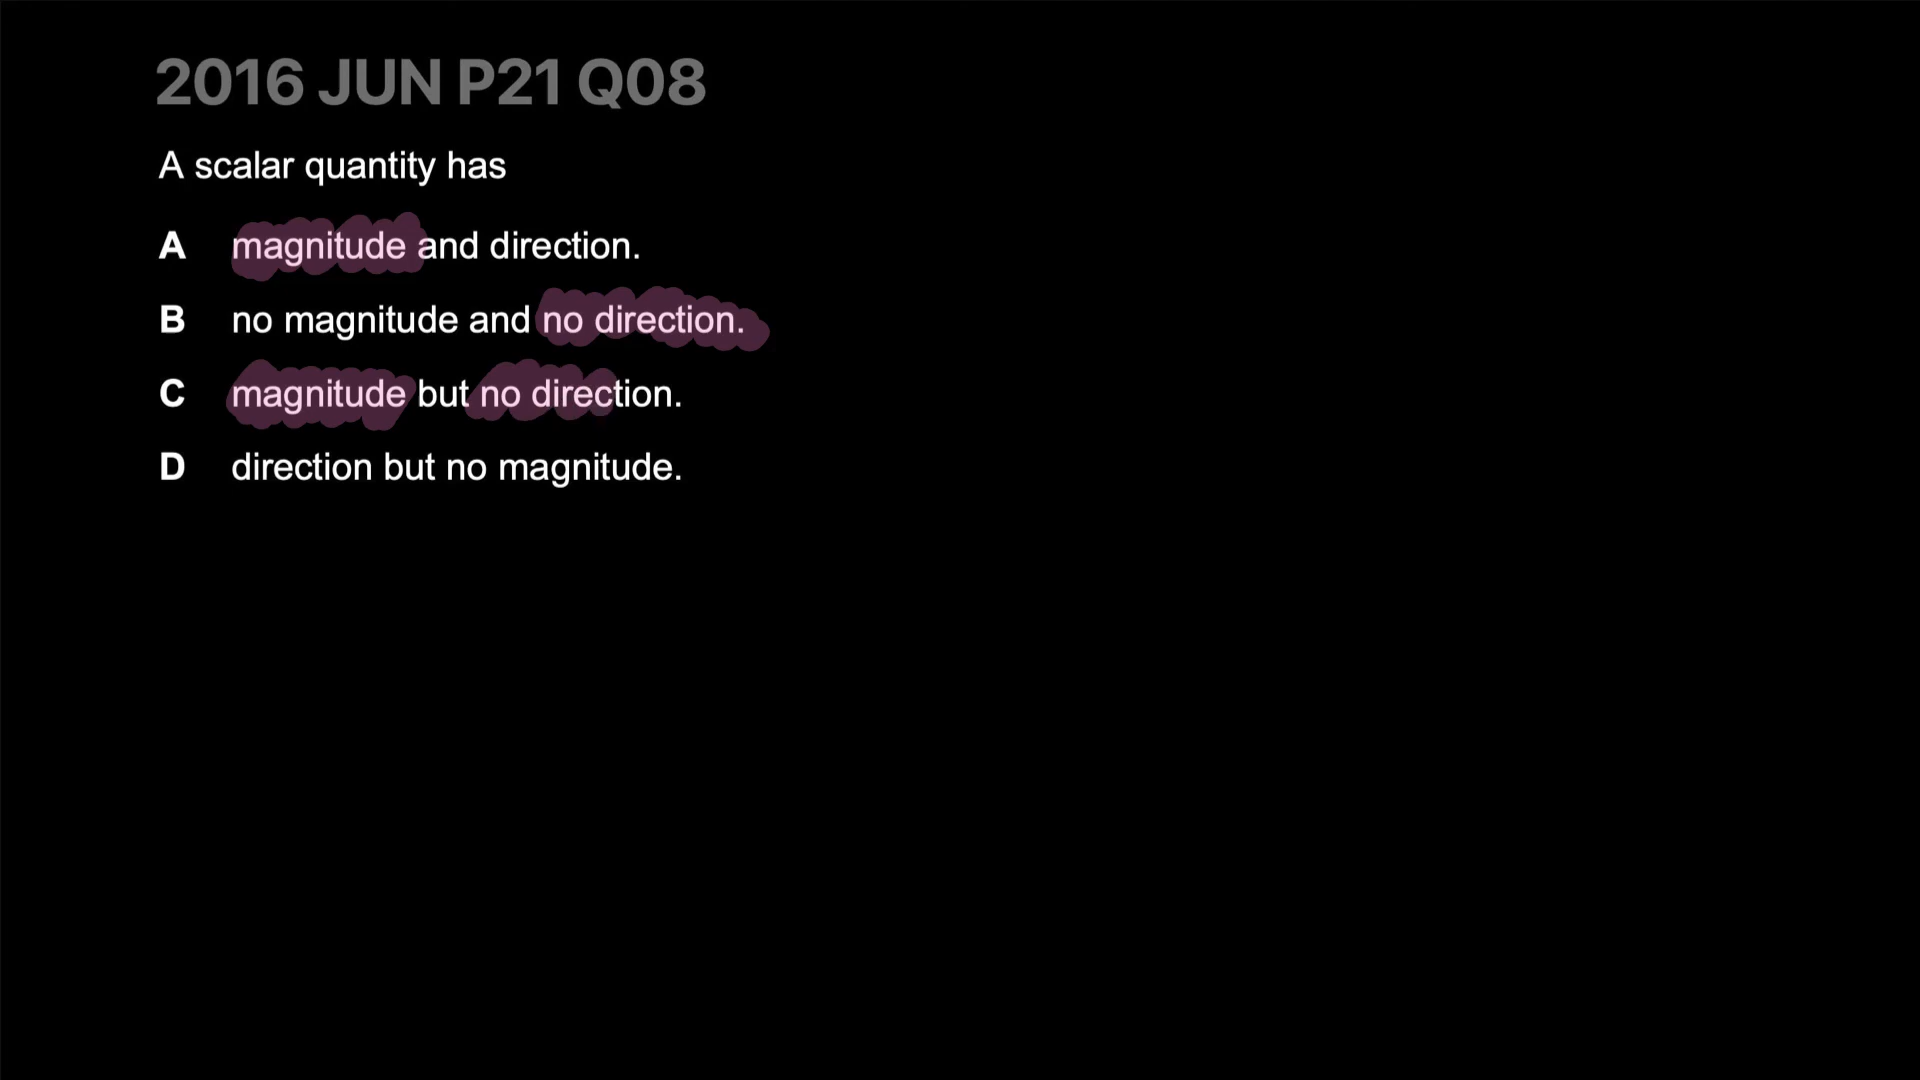 2016 JUN P21 Q08
A scalar quantity has
A magnitude and direction.
B no magnitude and no direction.
C magnitude but no direction.
D direction but no magnitude.